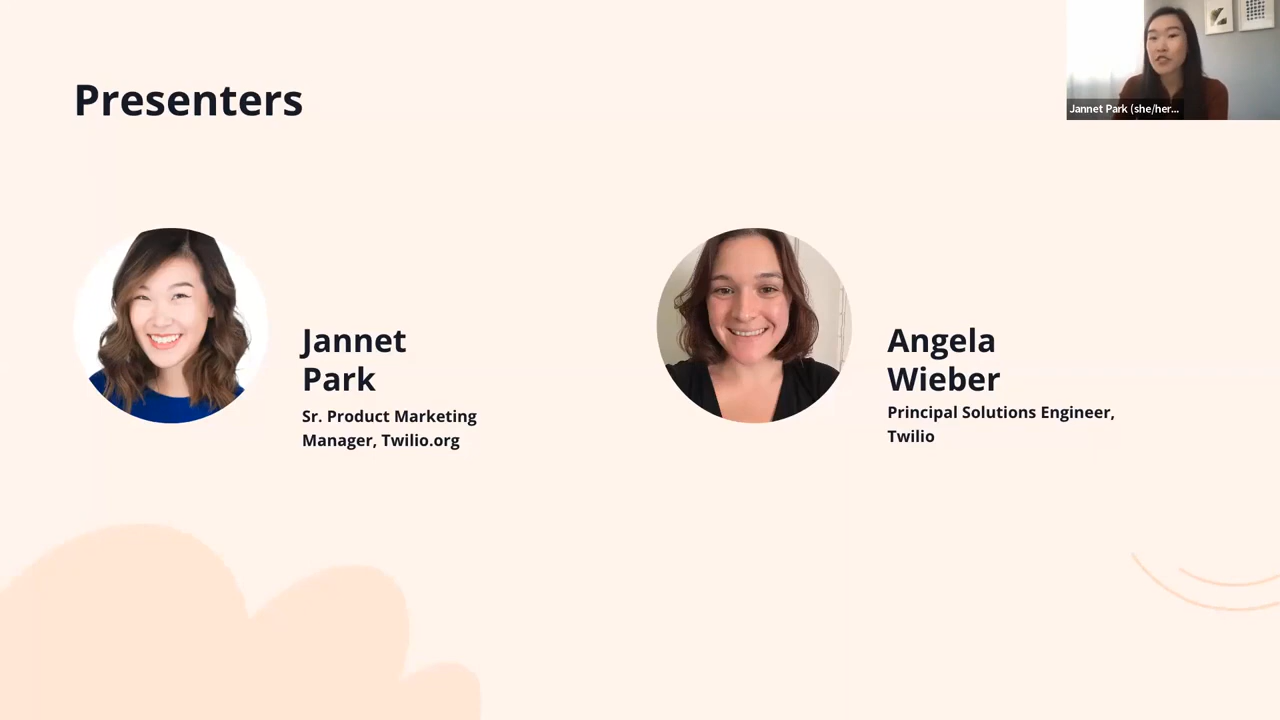 Presenters
Jannet Park (she/her...
Jannet
Park
Sr. Product Marketing
Manager, Twilio.org
Angela
Wieber
Principal Solutions Engineer,
Twilio